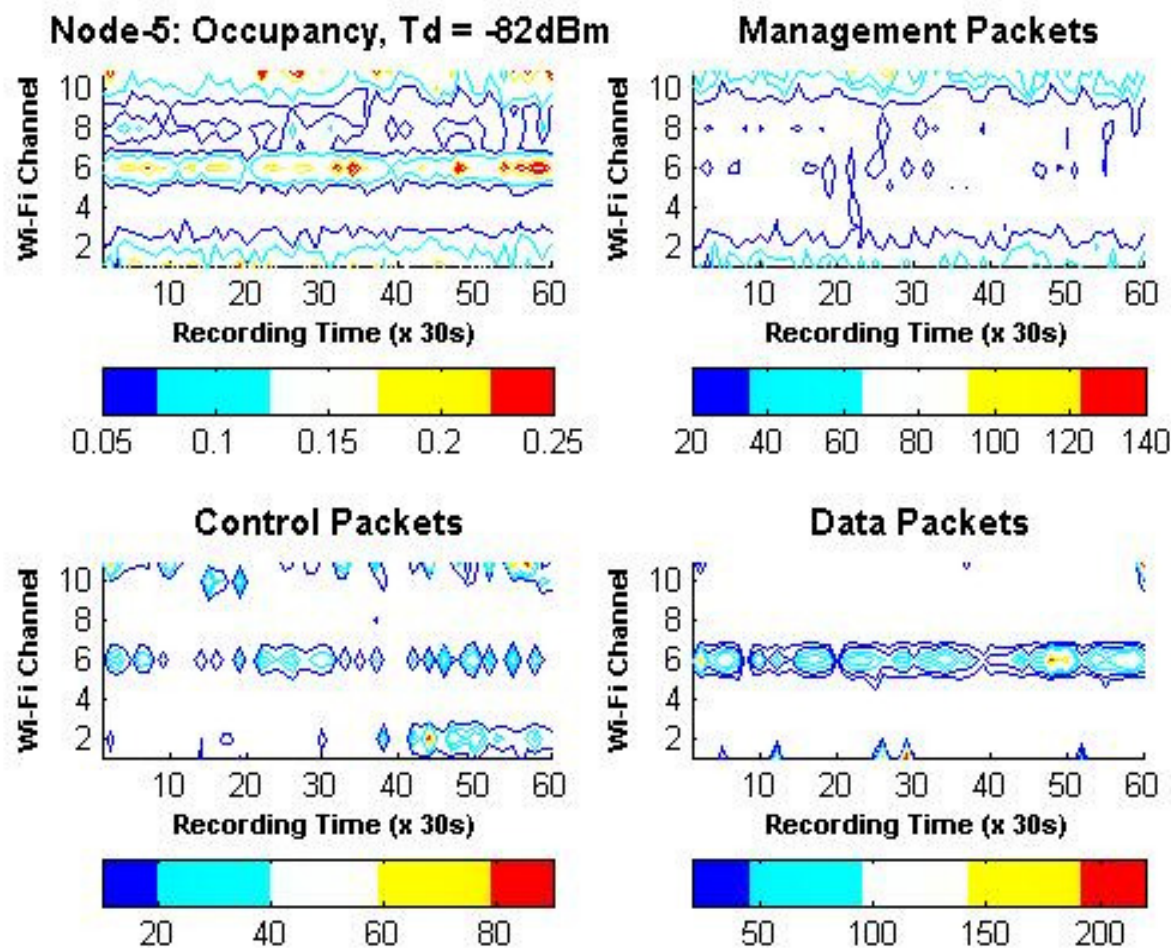 Node-5: Occupancy, Td = -82dBm
Wi-Fi Channel
10
8
6
4
2
10 20 30 40 50 60
Recording Time (x 30s)
0.05 0.1 0.15 0.2 0.25
Management Packets
Wi-Fi Channel
10
8
6
4
2
10 20 30 40 50 60
Recording Time (x 30s)
20 40 60 80 100 120 140
Control Packets
Wi-Fi Channel
10
8
6
4
2
10 20 30 40 50 60
Recording Time (x 30s)
20 40 60 80
Data Packets
Wi-Fi Channel
10
8
6
4
2
10 20 30 40 50 60
Recording Time (x 30s)
50 100 150 200